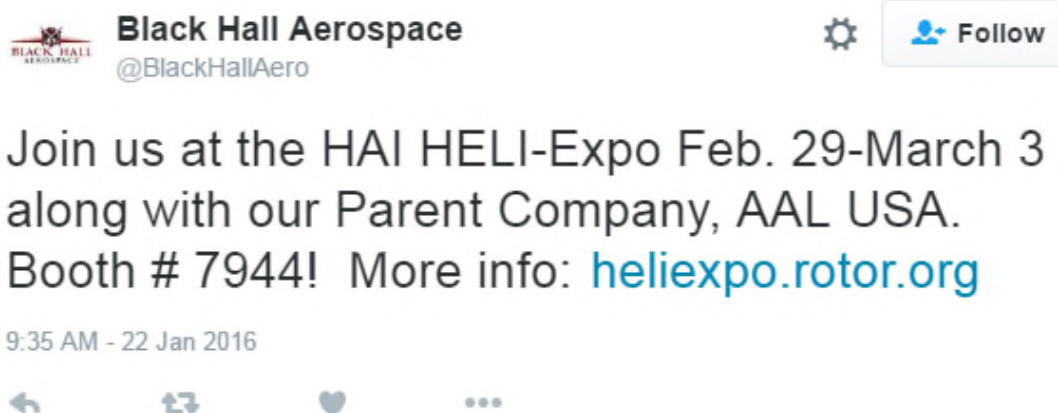 BLACK HALL
AEROSPACE
Black Hall Aerospace
@BlackHallAero
Follow
Join us at the HAI HELI-Expo Feb. 29-March 3
along with our Parent Company, AAL USA.
Booth # 7944!  More info: heliexpo.rotor.org
9:35 AM - 22 Jan 2016